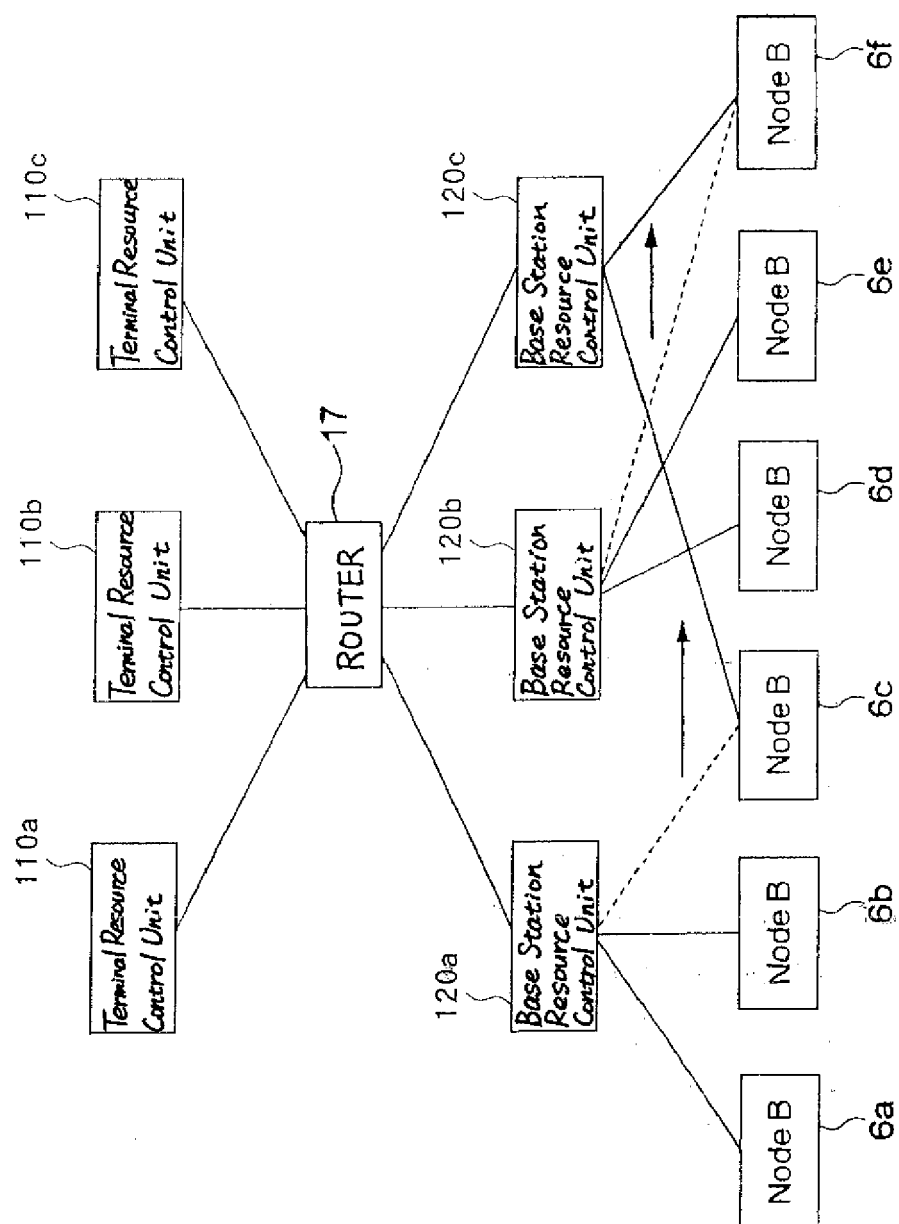 110a
Terminal Resource
Control Unit
110b
Terminal Resource
Control Unit
110c
Terminal Resource
Control Unit
ROUTER
17
120a
Base Station
Resource
Control Unit
120b
Base Station
Resource
Control Unit
120c
Base Station
Resource
Control Unit
Node B
6a
Node B
6b
Node B
6c
Node B
6d
Node B
6e
Node B
6f